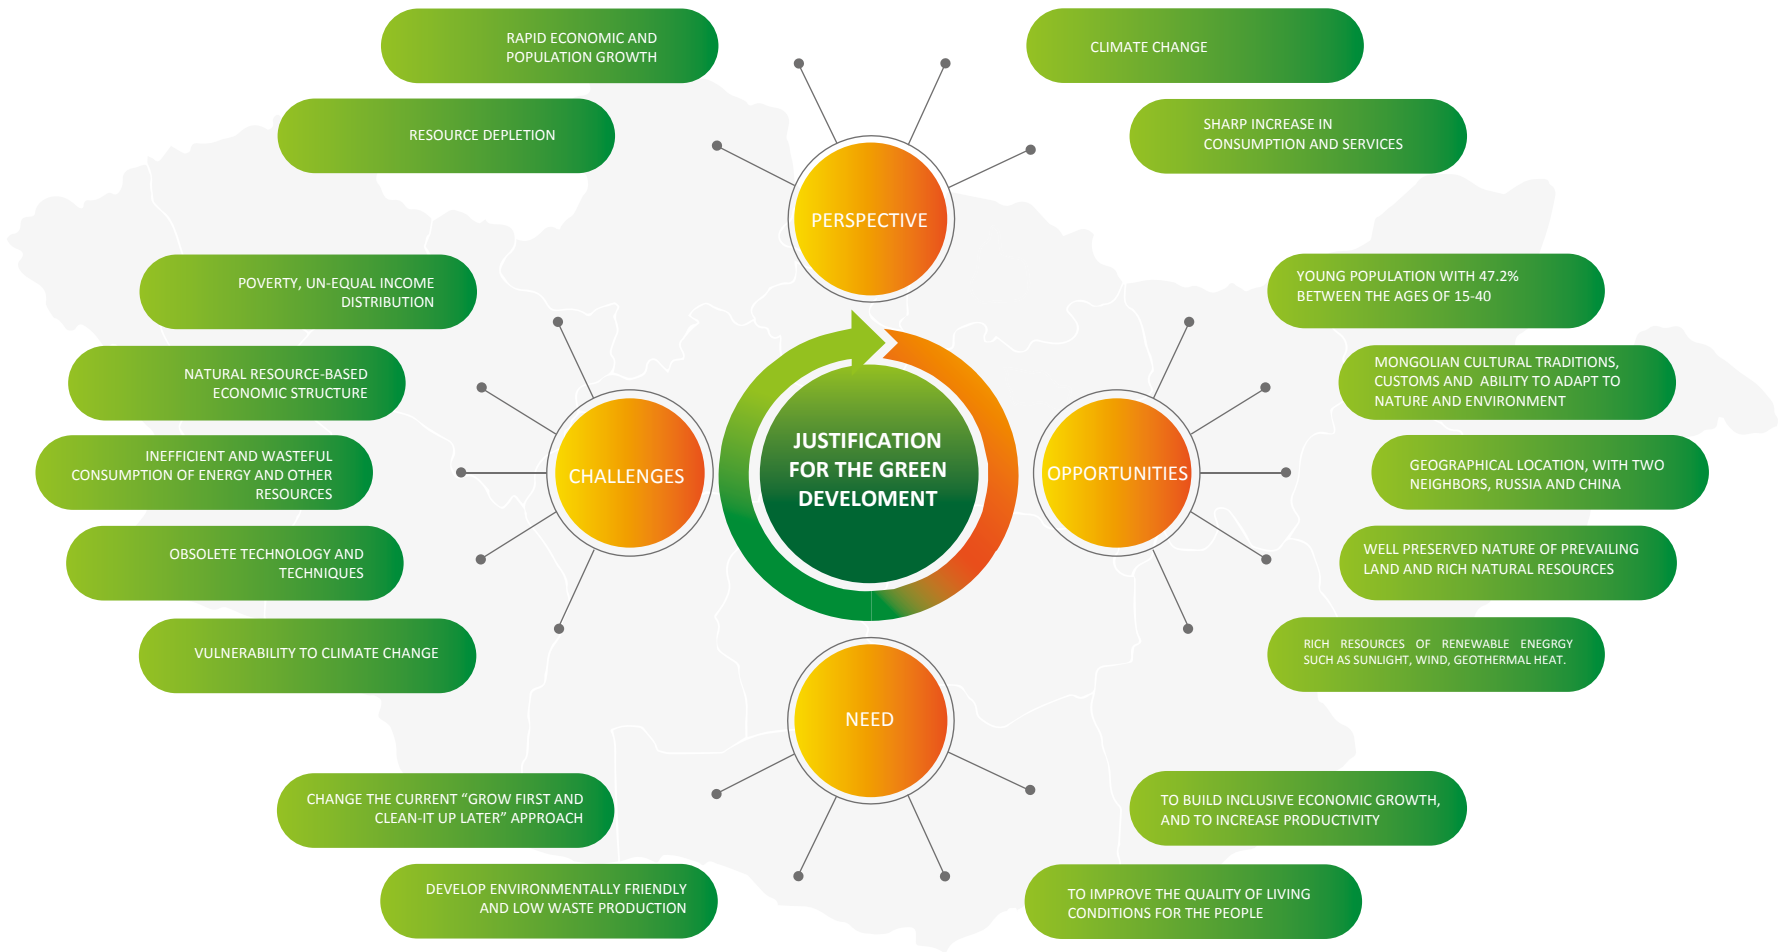 RAPID ECONOMIC AND
POPULATION GROWTH
CLIMATE CHANGE
RESOURCE DEPLETION
SHARP INCREASE IN
CONSUMPTION AND SERVICES
PERSPECTIVE
POVERTY, UN-EQUAL INCOME
DISTRIBUTION
NATURAL RESOURCE-BASED
ECONOMIC STRUCTURE
INEFFICIENT AND WASTEFUL
CONSUMPTION OF ENERGY AND OTHER
RESOURCES
OBSOLETE TECHNOLOGY AND
TECHNIQUES
VULNERABILITY TO CLIMATE CHANGE
CHALLENGES
JUSTIFICATION
FOR THE GREEN
DEVELOMENT
OPPORTUNITIES
YOUNG POPULATION WITH 47.2%
BETWEEN THE AGES OF 15-40
MONGOLIAN CULTURAL TRADITIONS,
CUSTOMS AND ABILITY TO ADAPT TO
NATURE AND ENVIRONMENT
GEOGRAPHICAL LOCATION, WITH TWO
NEIGHBORS, RUSSIA AND CHINA
WELL PRESERVED NATURE OF PREVAILING
LAND AND RICH NATURAL RESOURCES
RICH RESOURCES OF RENEWABLE ENEGRGY
SUCH AS SUNLIGHT, WIND, GEOTHERMAL HEAT.
NEED
CHANGE THE CURRENT “GROW FIRST AND
CLEAN-IT UP LATER” APPROACH
DEVELOP ENVIRONMENTALLY FRIENDLY
AND LOW WASTE PRODUCTION
TO BUILD INCLUSIVE ECONOMIC GROWTH,
AND TO INCREASE PRODUCTIVITY
TO IMPROVE THE QUALITY OF LIVING
CONDITIONS FOR THE PEOPLE